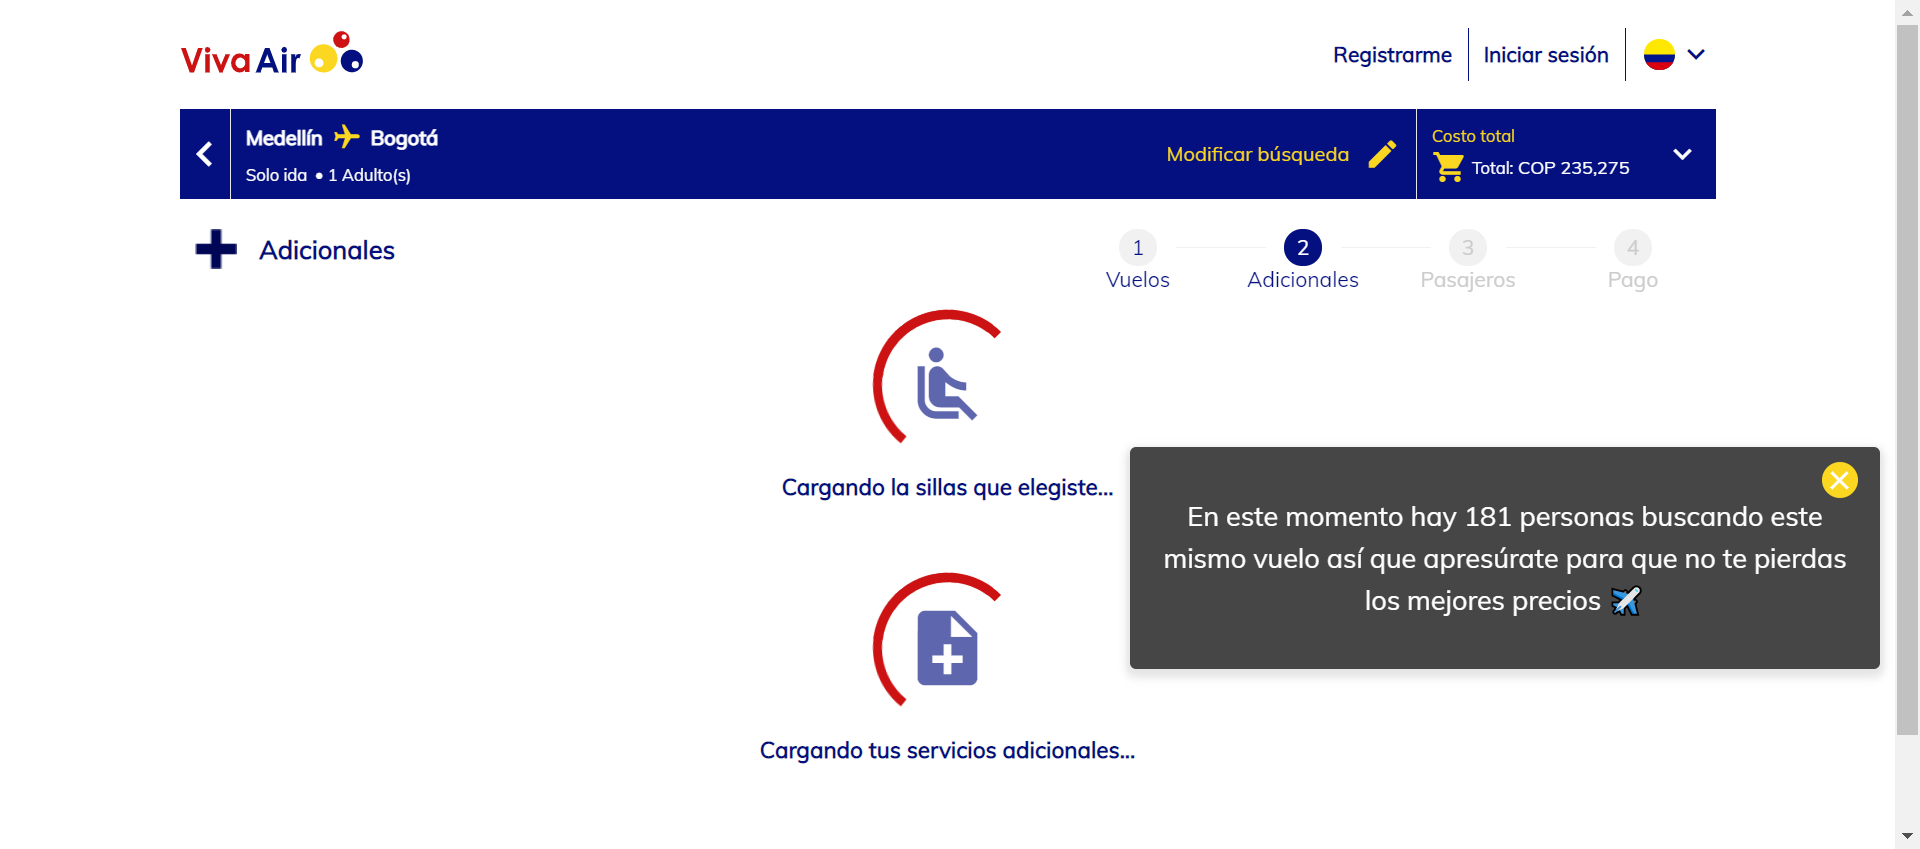 Viva Air
Registrarme
Iniciar sesión
Medellín Bogotá
Solo ida • 1 Adulto(s)
Modificar búsqueda
Costo total
Total: COP 235,275
Adicionales
1
Vuelos
2
Adicionales
3
Pasajeros
4
Pago
Cargando la sillas que elegiste...
En este momento hay 181 personas buscando este
mismo vuelo así que apresúrate para que no te pierdas
los mejores precios ✈️
Cargando tus servicios adicionales...